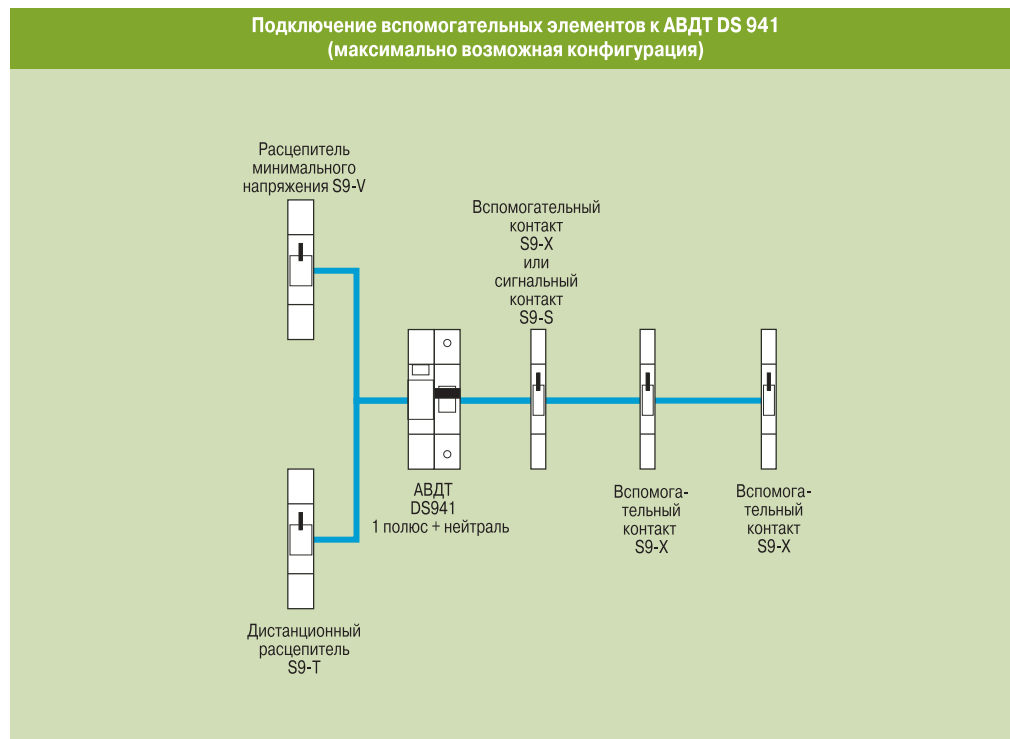 Подключение вспомогательных элементов к АВДТ DS 941
(максимально возможная конфигурация)
Расцепитель
минимального
напряжения S9-V
Вспомогательный
контакт
S9-X
или
сигнальный
контакт
S9-S
АВДТ
DS941
1 полюс + нейтраль
Вспомога-
тельный
контакт
S9-X
Вспомога-
тельный
контакт
S9-X
Дистанционный
расцепитель
S9-T